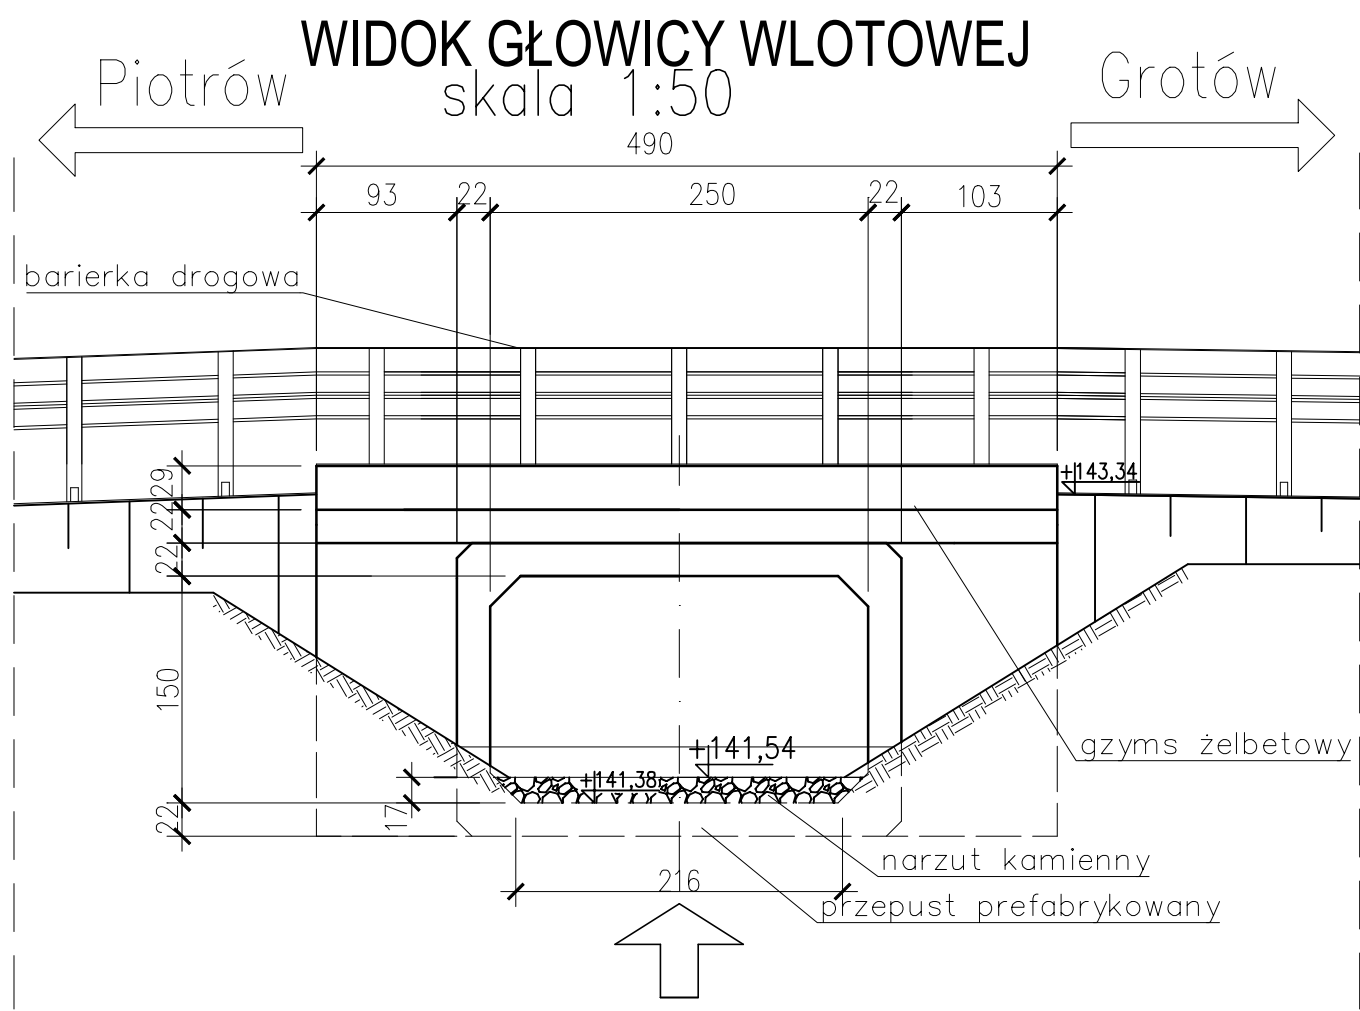 WIDOK GŁOWICY WLOTOWEJ
Piotrów
Grotów
skala 1:50
490
93
22
250
22
103
barierka drogowa
29
+143,34
22
22
150
+141,54
gzyms żelbetowy
+141,38
17
22
narzut kamienny
216
przepust prefabrykowany